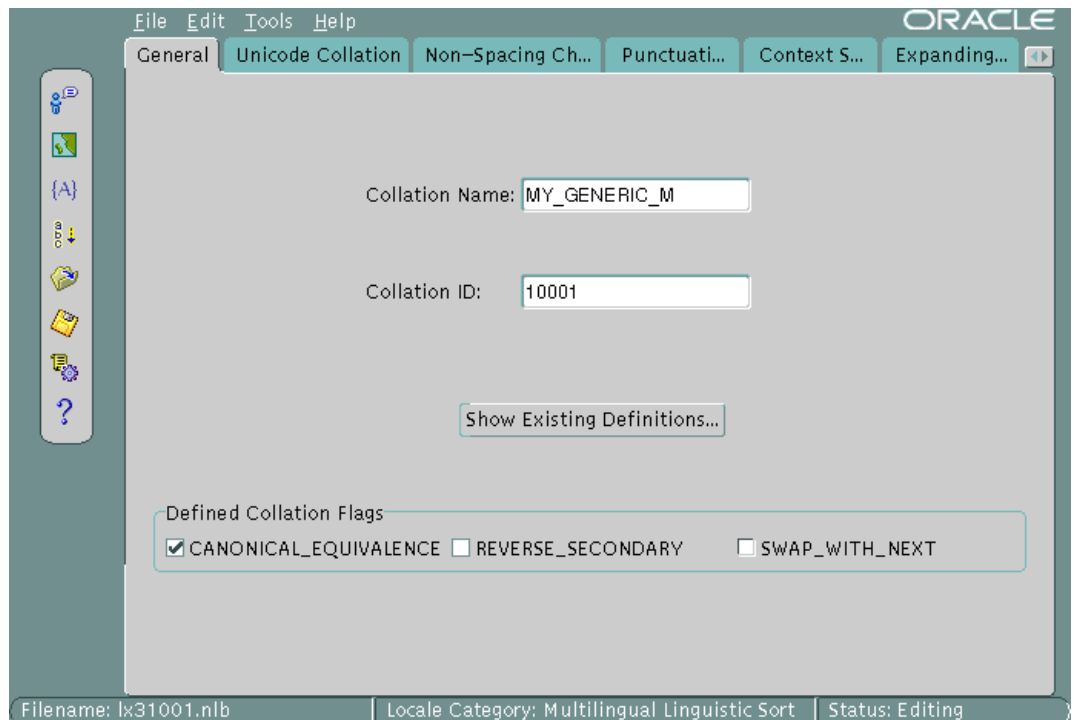 File Edit Tools Help
ORACLE
General Unicode Collation Non-Spacing Ch... Punctuati... Context S... Expanding...
{A}
a
b
c
?
Collation Name: MY_GENERIC_M
Collation ID: 10001
Show Existing Definitions...
Defined Collation Flags
CANONICAL_EQUIVALENCE REVERSE_SECONDARY SWAP_WITH_NEXT
Filename: lx31001.nlb Locale Category: Multilingual Linguistic Sort Status: Editing